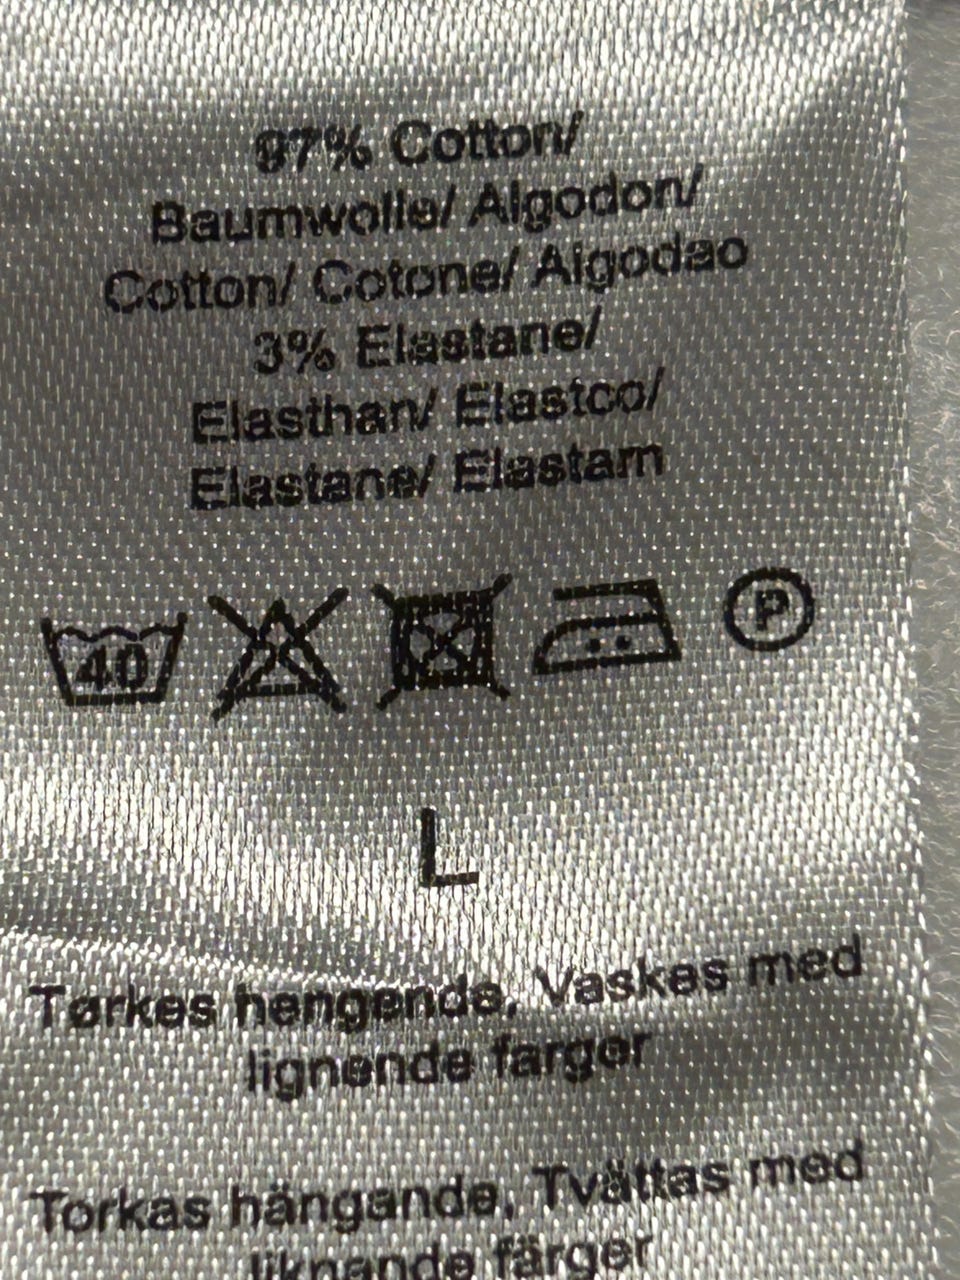 97% Cotton/
Baumwolle/ Algodon/
Cotton/ Cotone/ Algodao
3% Elastane/
Elasthan/ Elastco/
Elastane/ Elastam
40
P
L
Tørkes hengende, Vaskes med
lignende farger
Torkas hängande, Tvättas med
liknande färger